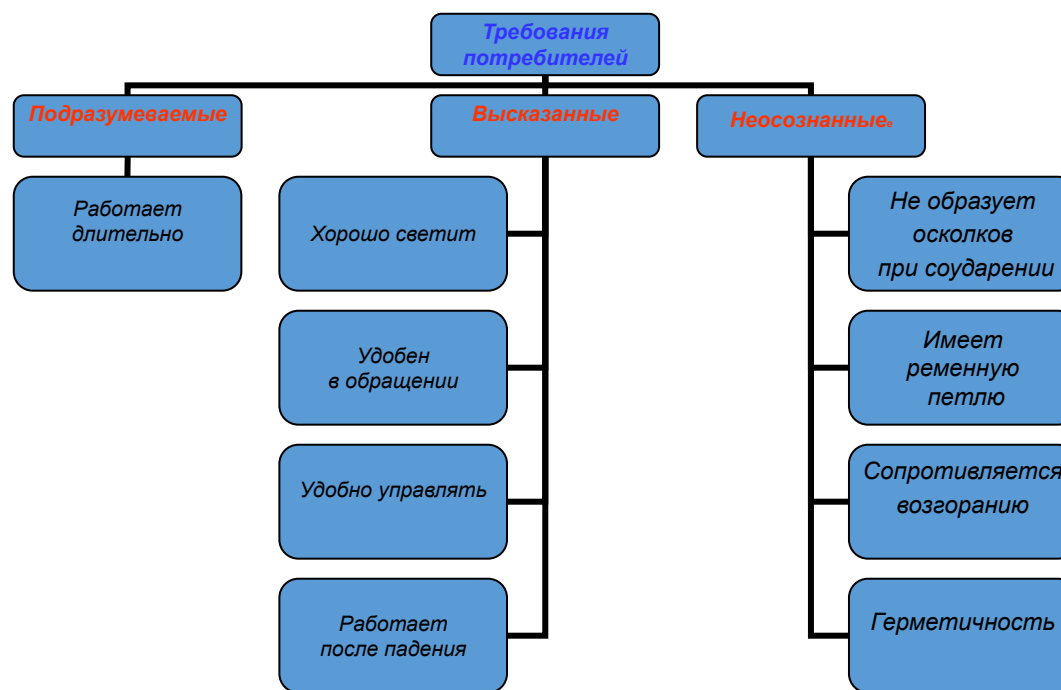 Требования
потребителей
Подразумеваемые
Высказанные
Неосознанные
Работает
длительно
Хорошо светит
Удобен
в обращении
Удобно управлять
Работает
после падения
Не образует
осколков
при соударении
Имеет
ременную
петлю
Сопротивляется
возгоранию
Герметичность